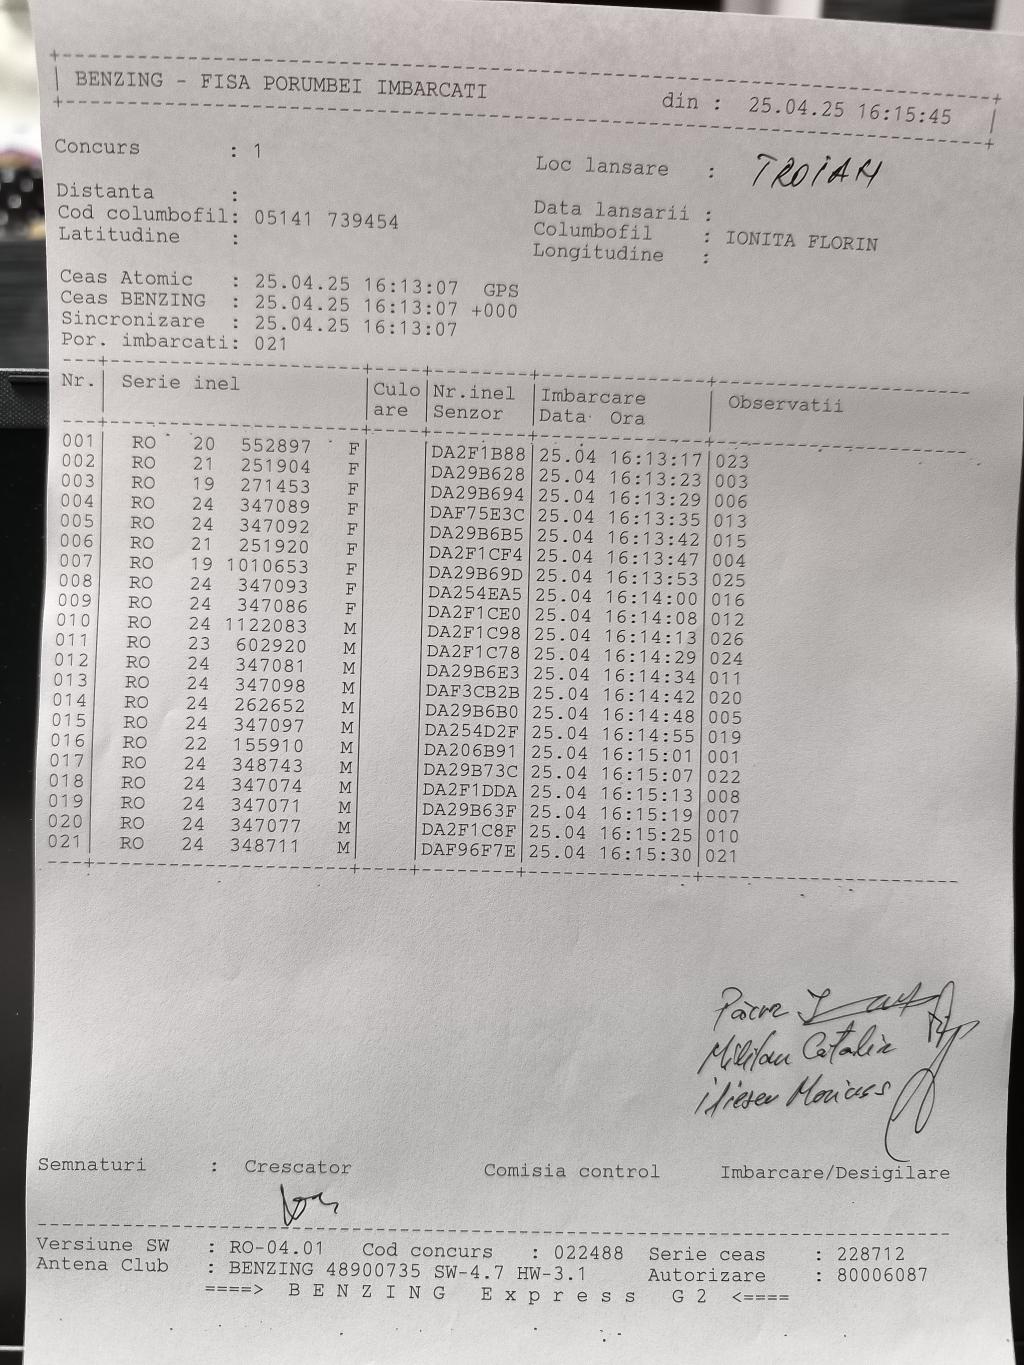 BENZING - FISA PORUMBEI IMBARCATI din : 25.04.25 16:15:45
Concurs : 1 Loc lansare : TROIAN
Distanta : Data lansarii :
Cod columbofil: 05141 739454 Columbofil : IONITA FLORIN
Latitudine : Longitudine :
Ceas Atomic : 25.04.25 16:13:07 GPS
Ceas BENZING : 25.04.25 16:13:07 +000
Sincronizare : 25.04.25 16:13:07
Por. imbarcati: 021
Nr. Serie inel Culo Nr.inel Imbarcare Observatii
are Senzor Data Ora
001 RO 20 552897 F DA2F1B88 25.04 16:13:17 023
002 RO 21 251904 F DA29B628 25.04 16:13:23 003
003 RO 19 271453 F DA29B694 25.04 16:13:29 006
004 RO 24 347089 F DAF75E3C 25.04 16:13:35 013
005 RO 24 347092 F DA29B6B5 25.04 16:13:42 015
006 RO 21 251920 F DA2F1CF4 25.04 16:13:47 004
007 RO 19 1010653 F DA29B69D 25.04 16:13:53 025
008 RO 24 347093 F DA254EA5 25.04 16:14:00 016
009 RO 24 347086 F DA2F1CE0 25.04 16:14:08 012
010 RO 24 1122083 M DA2F1C98 25.04 16:14:13 026
011 RO 23 602920 M DA2F1C78 25.04 16:14:29 024
012 RO 24 347081 M DA29B6E3 25.04 16:14:34 011
013 RO 24 347098 M DAF3CB2B 25.04 16:14:42 020
014 RO 24 262652 M DA29B6B0 25.04 16:14:48 005
015 RO 24 347097 M DA254D2F 25.04 16:14:55 019
016 RO 22 155910 M DA206B91 25.04 16:15:01 001
017 RO 24 348743 M DA29B73C 25.04 16:15:07 022
018 RO 24 347074 M DA2F1DDA 25.04 16:15:13 008
019 RO 24 347071 M DA29B63F 25.04 16:15:19 007
020 RO 24 347077 M DA2F1C8F 25.04 16:15:25 010
021 RO 24 348711 M DAF96F7E 25.04 16:15:30 021
Catalin
Semnaturi : Crescator Comisia control Imbarcare/Desigilare
Versiune SW : RO-04.01 Cod concurs : 022488 Serie ceas : 228712
Antena Club : BENZING 48900735 SW-4.7 HW-3.1 Autorizare : 80006087
====> B E N Z I N G E x p r e s s G 2 <====